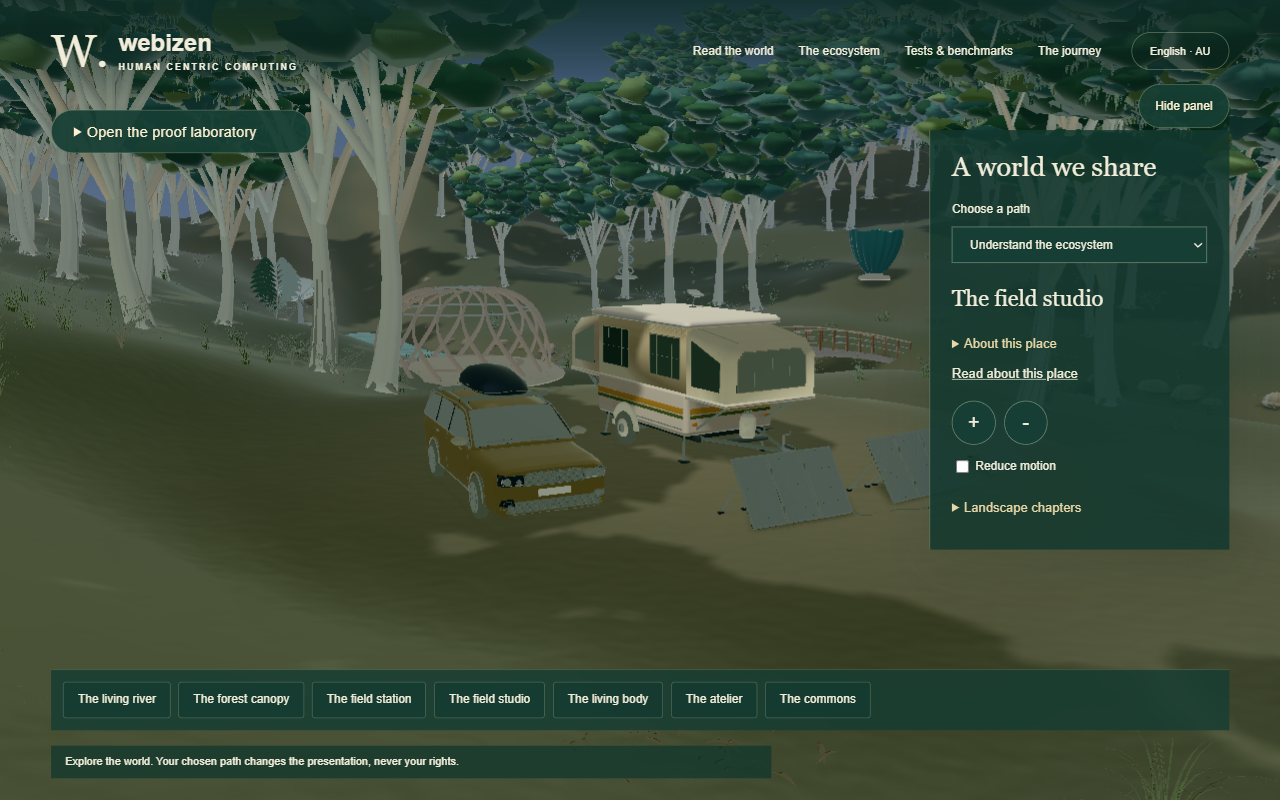 W.
webizen
HUMAN CENTRIC COMPUTING
Read the world
The ecosystem
Tests & benchmarks
The journey
English · AU
Hide panel
Open the proof laboratory
A world we share
Choose a path
Understand the ecosystem
The field studio
About this place
Read about this place
+
-
Reduce motion
Landscape chapters
The living river
The forest canopy
The field station
The field studio
The living body
The atelier
The commons
Explore the world. Your chosen path changes the presentation, never your rights.